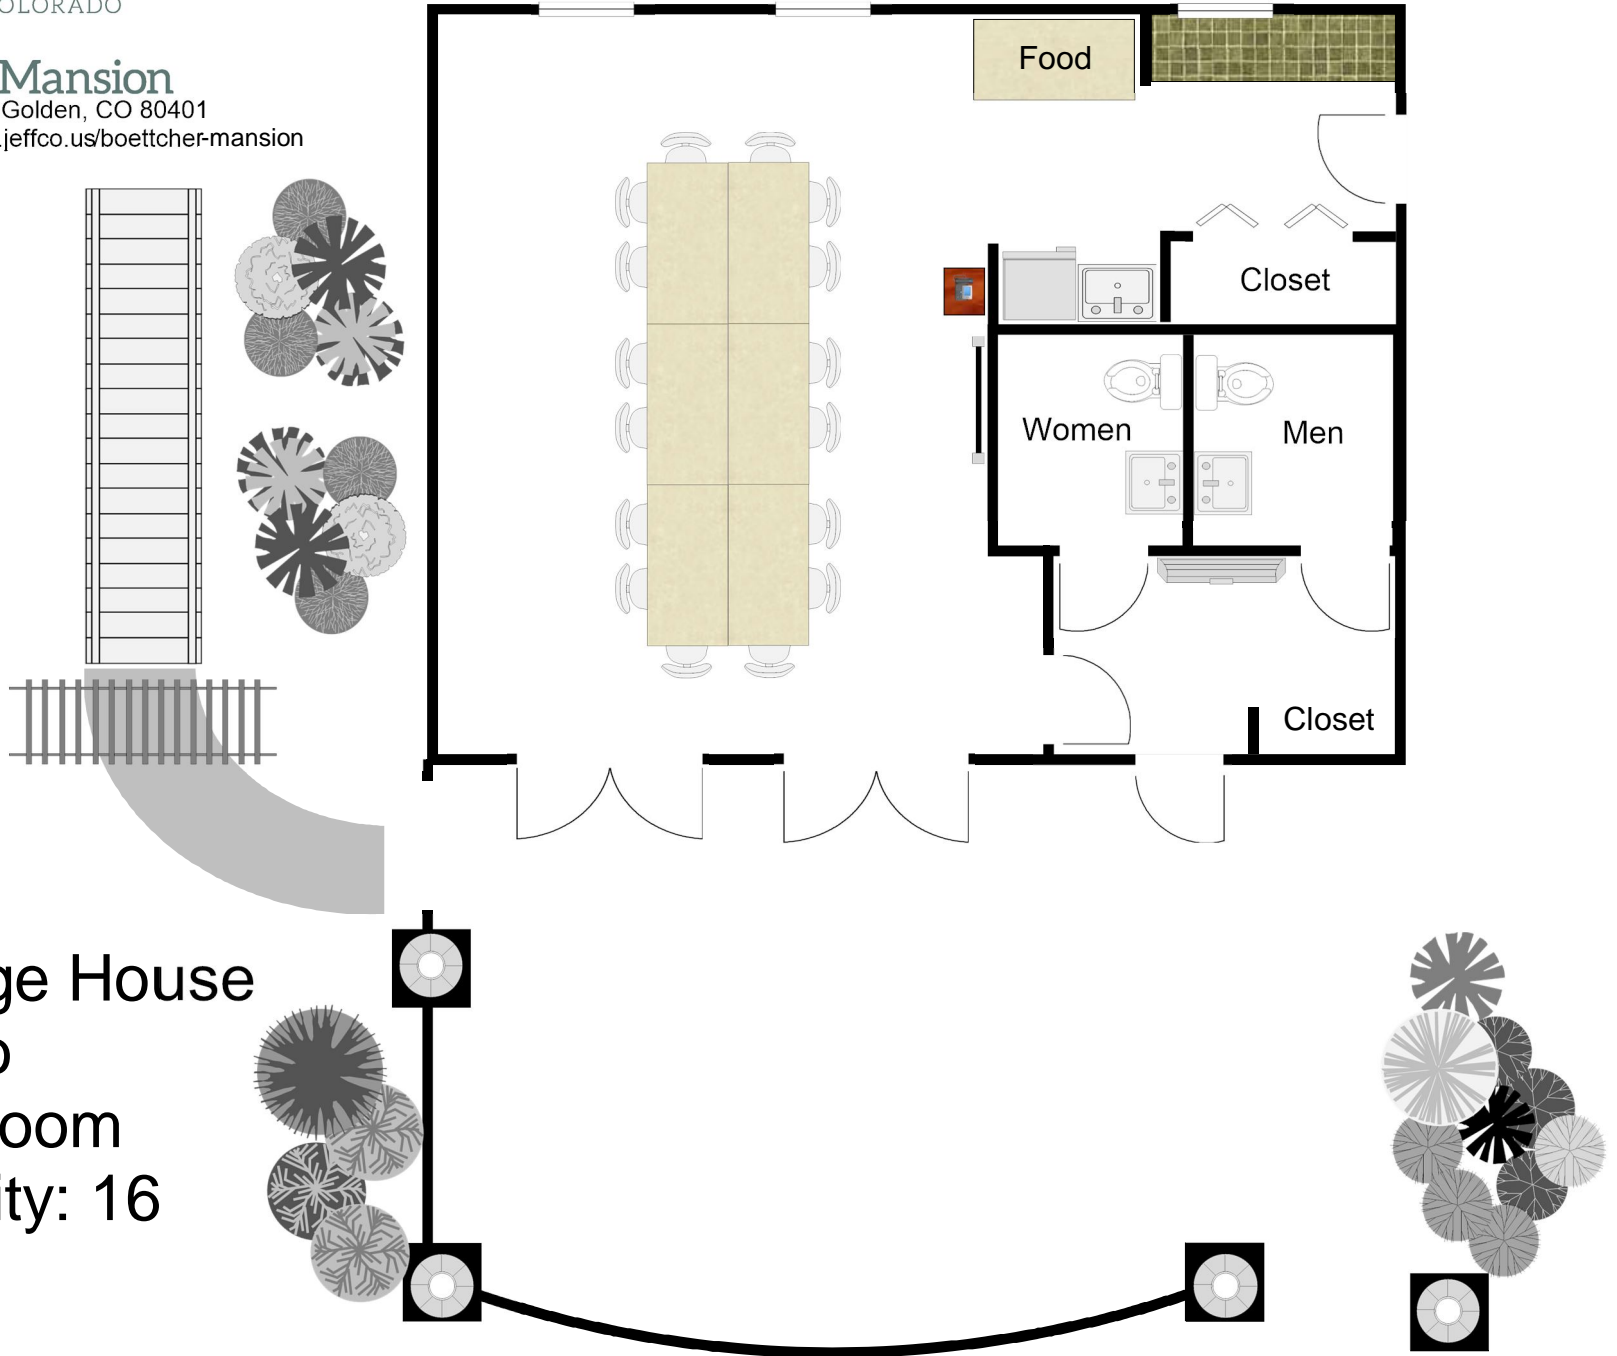 OLORADO
Mansion
Golden, CO 80401
.jeffco.us/boettcher-mansion
Food
Closet
Women
Men
Closet
ge House
oom
ity: 16